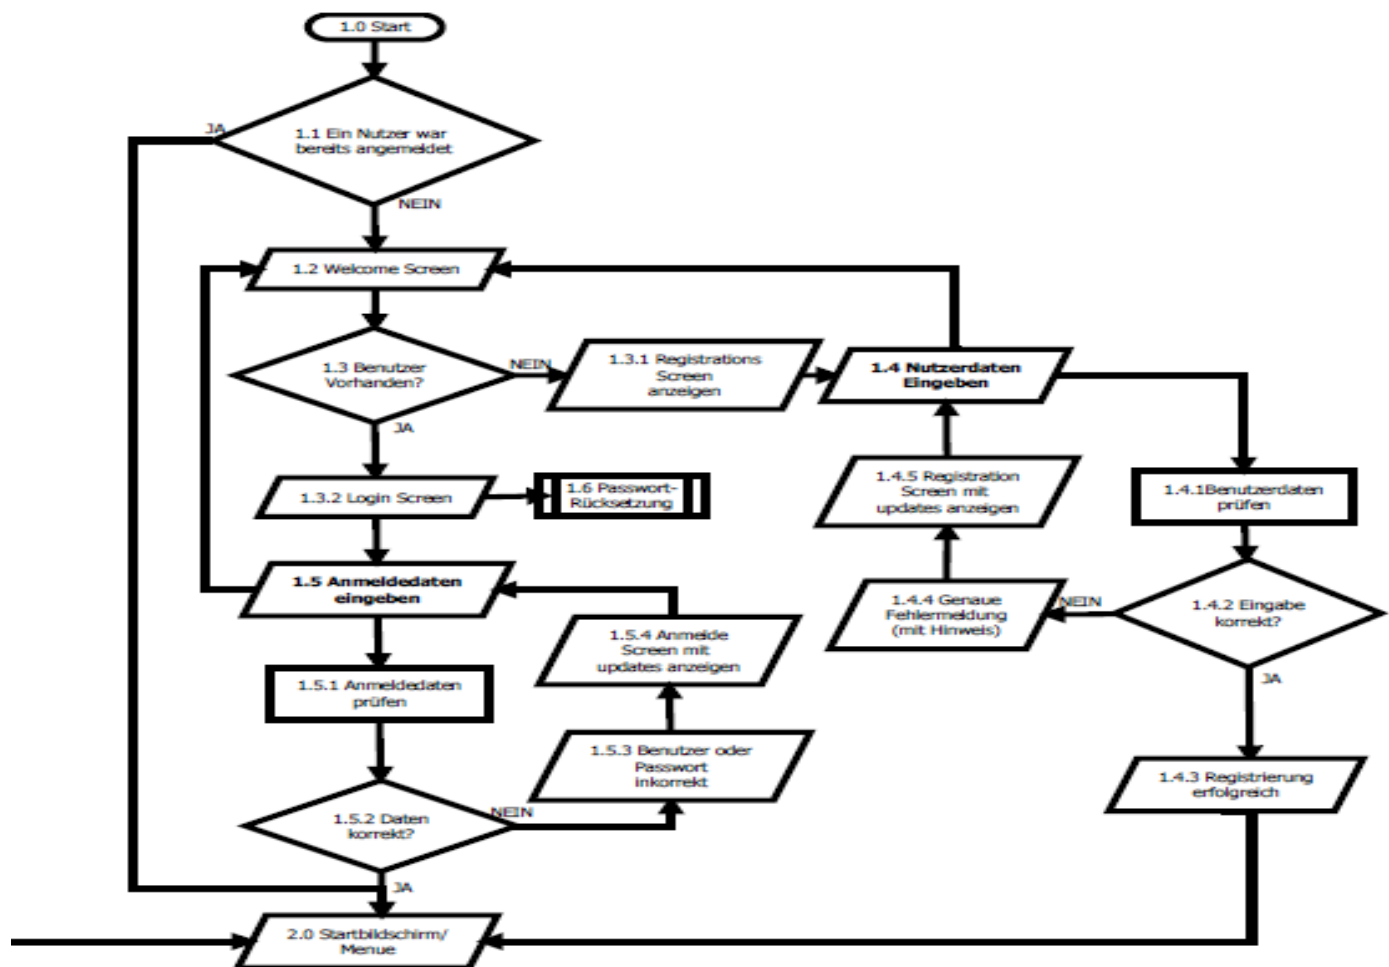 1.0 Start
JA
1.1 Ein Nutzer war
bereits angemeldet
NEIN
1.2 Welcome Screen
1.3 Benutzer
Vorhanden?
NEIN
1.3.1 Registrations
Screen
anzeigen
1.4 Nutzerdaten
Eingeben
JA
1.3.2 Login Screen
1.6 Passwort-
Rücksetzung
1.4.5 Registration
Screen mit
updates anzeigen
1.4.1Benutzerdaten
prüfen
1.5 Anmeldedaten
eingeben
1.4.4 Genaue
Fehlermeldung
(mit Hinweis)
NEIN
1.4.2 Eingabe
korrekt?
1.5.4 Anmelde
Screen mit
updates anzeigen
JA
1.5.1 Anmeldedaten
prüfen
1.5.3 Benutzer oder
Passwort
inkorrekt
1.4.3 Registrierung
erfolgreich
1.5.2 Daten
korrekt?
NEIN
JA
2.0 Startbildschirm/
Menue